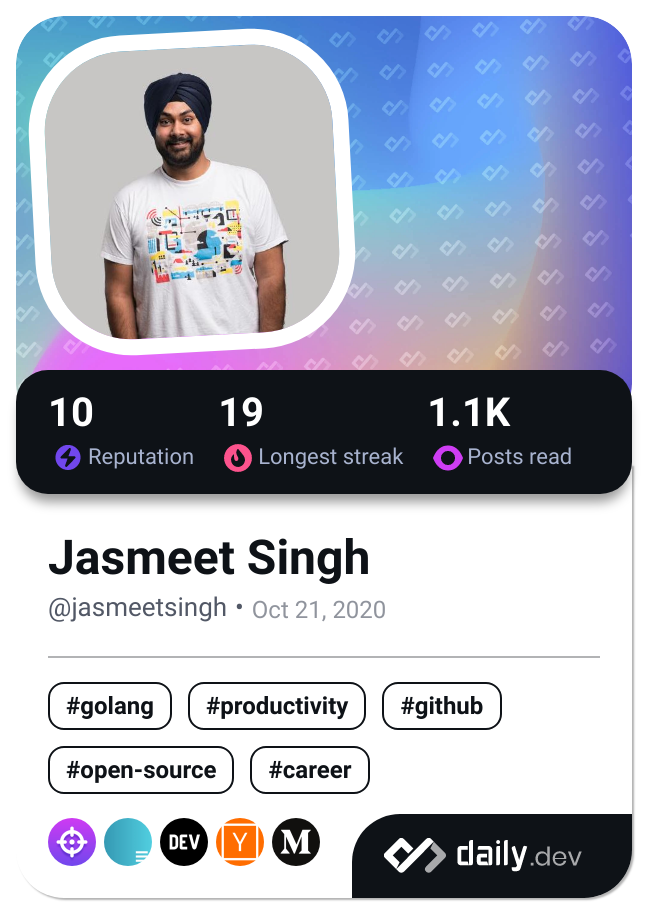 10 19 1.1K
Reputation Longest streak Posts read
Jasmeet Singh
@jasmeetsingh • Oct 21, 2020
#golang #productivity #github
#open-source #career
DEV Y M daily.dev